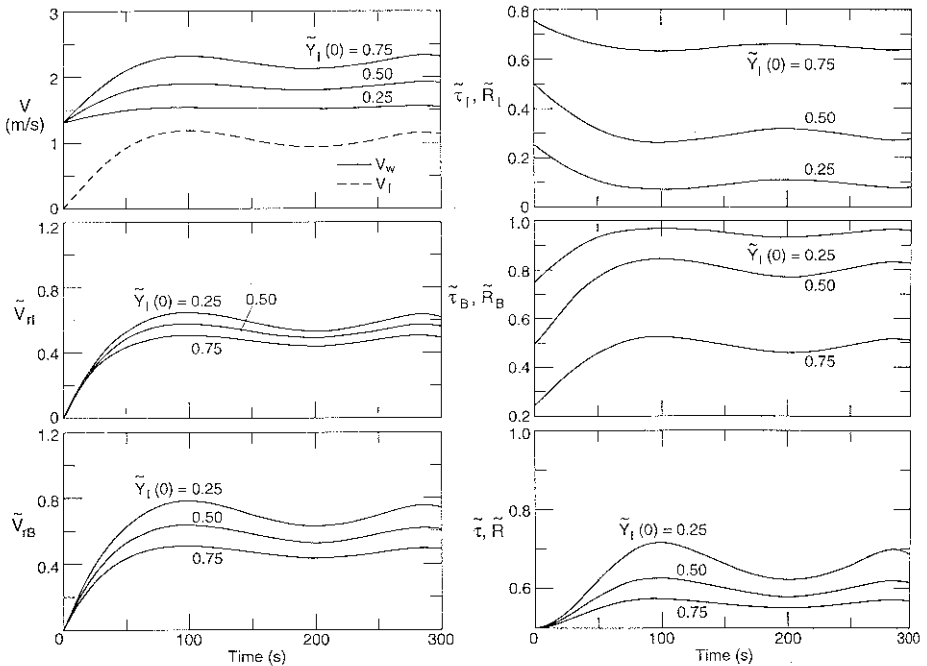 3
2
1
0
V
(m/s)
Ỹ_I (0) = 0.75
0.50
0.25
V_w
V_I
1.2
0.8
0.4
0
Ṽ_ri
Ỹ_I (0) = 0.25
0.50
0.75
1.2
0.8
0.4
0
Ṽ_rB
Ỹ_I (0) = 0.25
0.50
0.75
0 100 200 300
Time (s)
0.8
0.6
0.4
0.2
0
τ̃_I, R̃_I
Ỹ_I (0) = 0.75
0.50
0.25
1.0
0.8
0.6
0.4
0.2
τ̃_B, R̃_B
Ỹ_I (0) = 0.25
0.50
0.75
1.0
0.8
0.6
τ̃, R̃
Ỹ_I (0) = 0.25
0.50
0.75
0 100 200 300
Time (s)